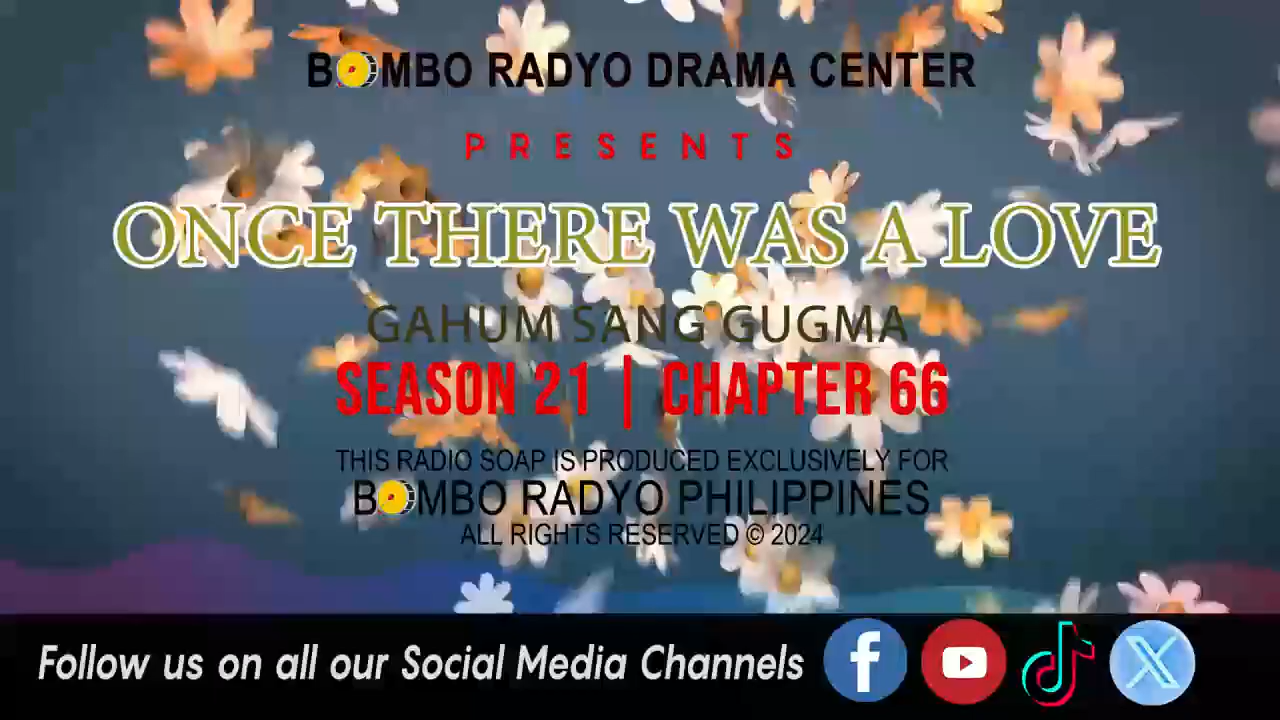 BOMBO RADYO DRAMA CENTER
PRESENTS
ONCE THERE WAS A LOVE
GAHUM SANG GUGMA
SEASON 21 | CHAPTER 66
THIS RADIO SOAP IS PRODUCED EXCLUSIVELY FOR
BOMBO RADYO PHILIPPINES
ALL RIGHTS RESERVED © 2024
Follow us on all our Social Media Channels